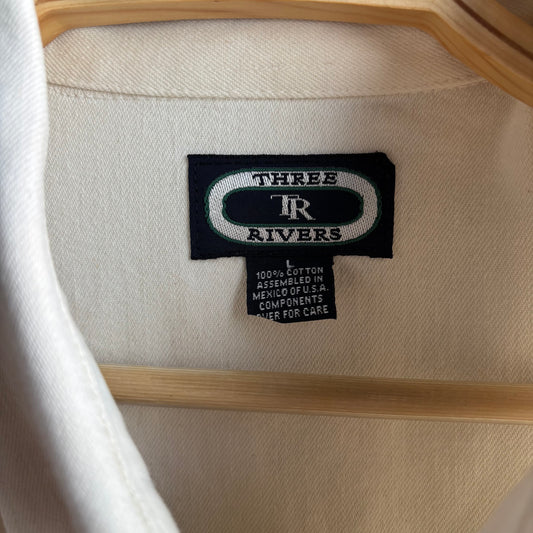 THREE
TR
RIVERS
L
100% COTTON
ASSEMBLED IN
MEXICO OF U.S.A.
COMPONENTS
FOR CARE